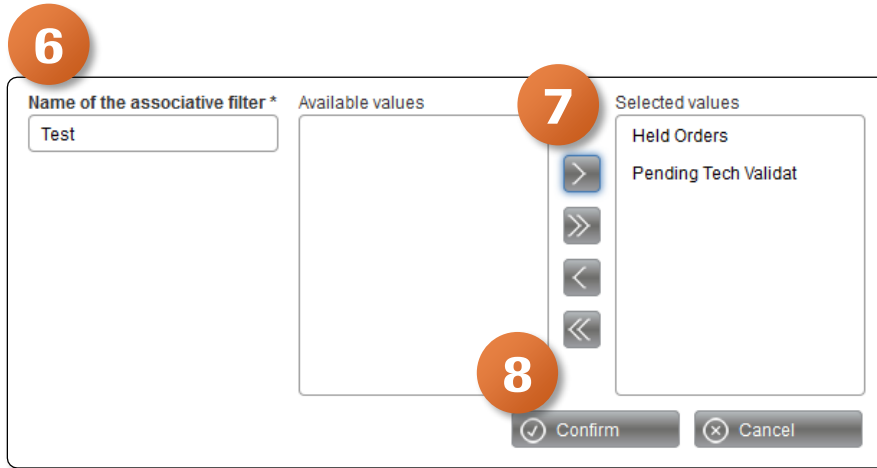 6
Name of the associative filter *
Test
Available values
7
Selected values
Held Orders
Pending Tech Validat
8
Confirm
Cancel